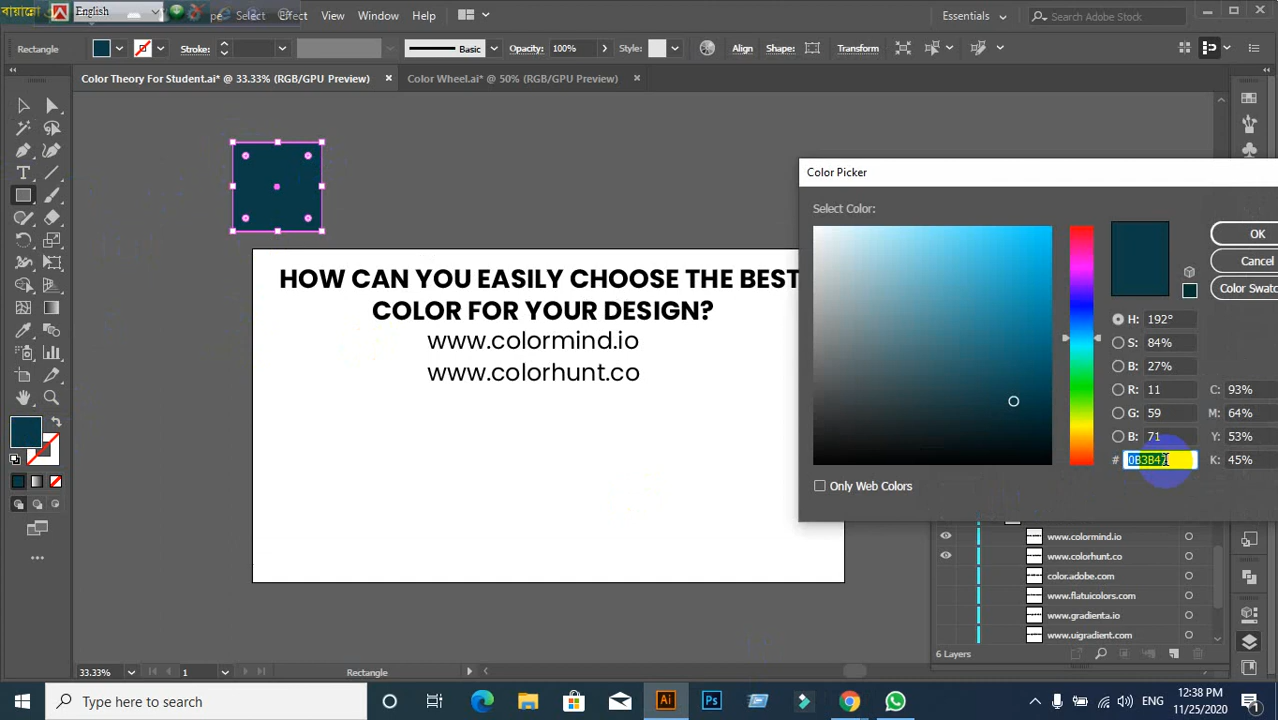 বায়ান্নো
English
pe Select Effect View Window Help
Essentials
Search Adobe Stock
Rectangle
Stroke:
Basic
Opacity: 100%
Style:
Align
Shape:
Transform
Color Theory For Student.ai* @ 33.33% (RGB/GPU Preview)
Color Wheel.ai* @ 50% (RGB/GPU Preview)
HOW CAN YOU EASILY CHOOSE THE BEST
COLOR FOR YOUR DESIGN?
www.colormind.io
www.colorhunt.co
Color Picker
Select Color:
OK
Cancel
Color Swatc
H: 192°
S: 84%
B: 27%
R: 11
G: 59
B: 71
# 0B3B47
C: 93%
M: 64%
Y: 53%
K: 45%
Only Web Colors
www.colormind.io
www.colorhunt.co
color.adobe.com
www.flatuicolors.com
www.gradienta.io
www.uigradient.com
6 Layers
33.33%
1
Rectangle
Type here to search
Ai
Ps
ENG
12:38 PM
11/25/2020
1